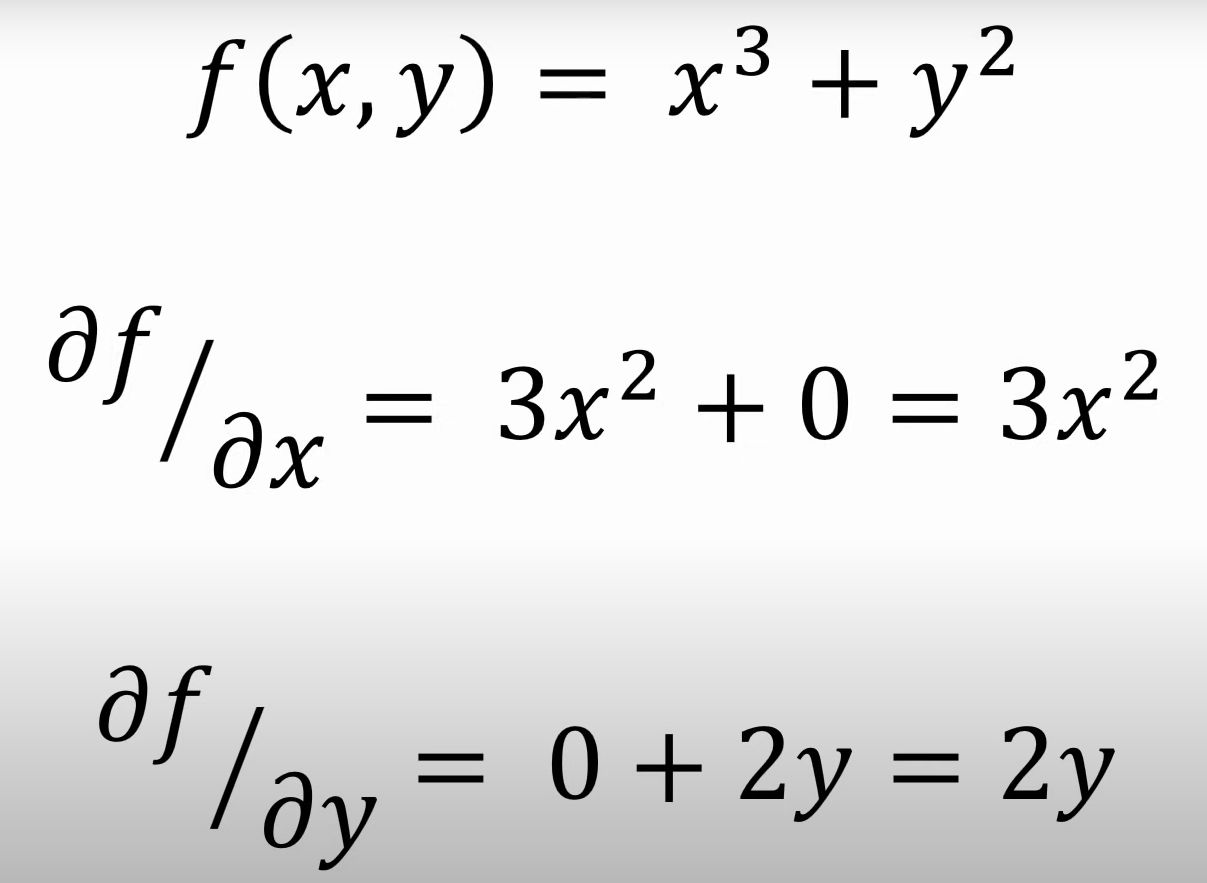 f(x, y) = x³ + y²
∂f/∂x = 3x² + 0 = 3x²
∂f/∂y = 0 + 2y = 2y